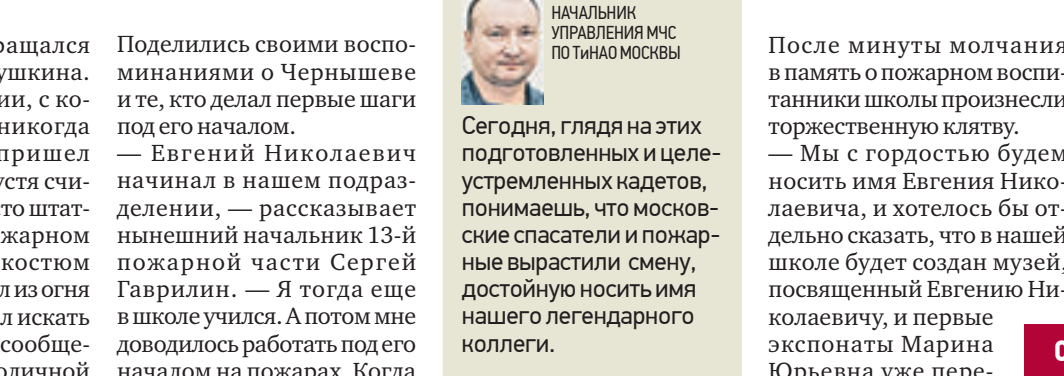 ращался
ушкина.
ии, с ко-
никогда
пришел
устя счи-
то штат-
жарном
костюм
л из огня
л искать
сообще-
Поделились своими воспо-
минаниями о Чернышеве
и те, кто делал первые шаги
под его началом.
— Евгений Николаевич
начинал в нашем подраз-
делении, — рассказывает
нынешний начальник 13-й
пожарной части Сергей
Гаврилин. — Я тогда еще
в школе учился. А потом мне
доводилось работать под его
началом на пожарах. Когда
НАЧАЛЬНИК
УПРАВЛЕНИЯ МЧС
ПО ТиНАО МОСКВЫ
Сегодня, глядя на этих
подготовленных и целе-
устремленных кадетов,
понимаешь, что москов-
ские спасатели и пожар-
ные вырастили смену,
достойную носить имя
нашего легендарного
коллеги.
После минуты молчания
в память о пожарном воспи-
танники школы произнесли
торжественную клятву.
— Мы с гордостью будем
носить имя Евгения Нико-
лаевича, и хотелось бы от-
дельно сказать, что в нашей
школе будет создан музей,
посвященный Евгению Ни-
колаевичу, и первые
экспонаты Марина
Юрьевна уже пере-